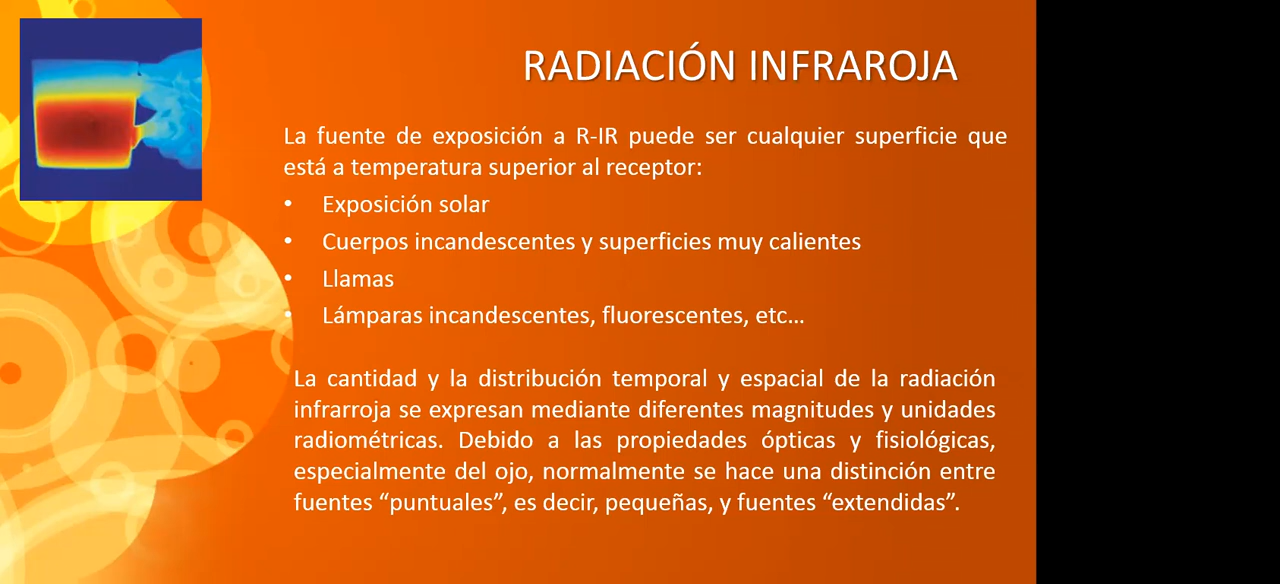 RADIACIÓN INFRAROJA
La fuente de exposición a R-IR puede ser cualquier superficie que
está a temperatura superior al receptor:
• Exposición solar
• Cuerpos incandescentes y superficies muy calientes
• Llamas
• Lámparas incandescentes, fluorescentes, etc...
La cantidad y la distribución temporal y espacial de la radiación
infrarroja se expresan mediante diferentes magnitudes y unidades
radiométricas. Debido a las propiedades ópticas y fisiológicas,
especialmente del ojo, normalmente se hace una distinción entre
fuentes “puntuales”, es decir, pequeñas, y fuentes “extendidas”.